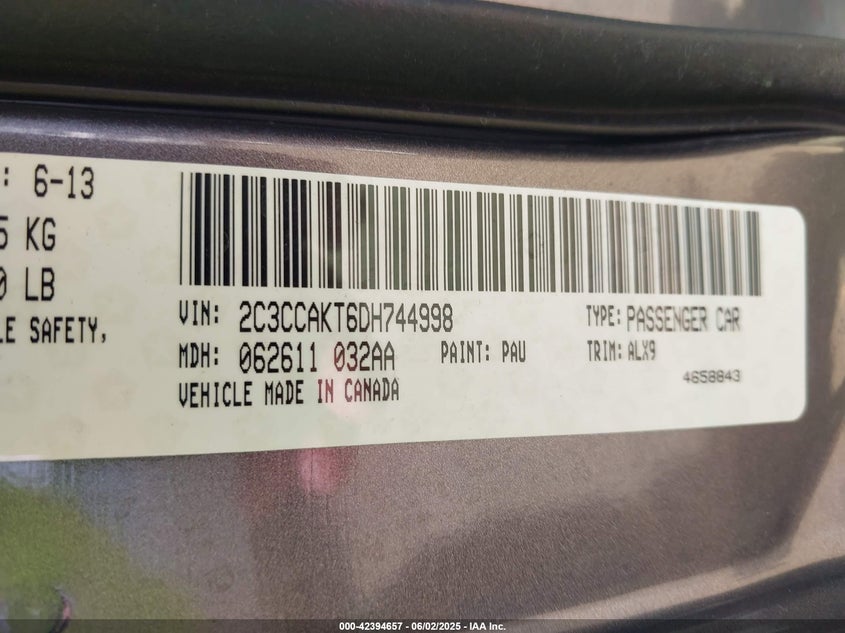 : 6-13
5 KG
0 LB
LE SAFETY,
VIN: 2C3CCAKT6DH744998 TYPE: PASSENGER CAR
MDH: 062611 032AA PAINT: PAU TRIM: ALX9
VEHICLE MADE IN CANADA 4658843
000-42394657 - 06/02/2025 - IAA Inc.